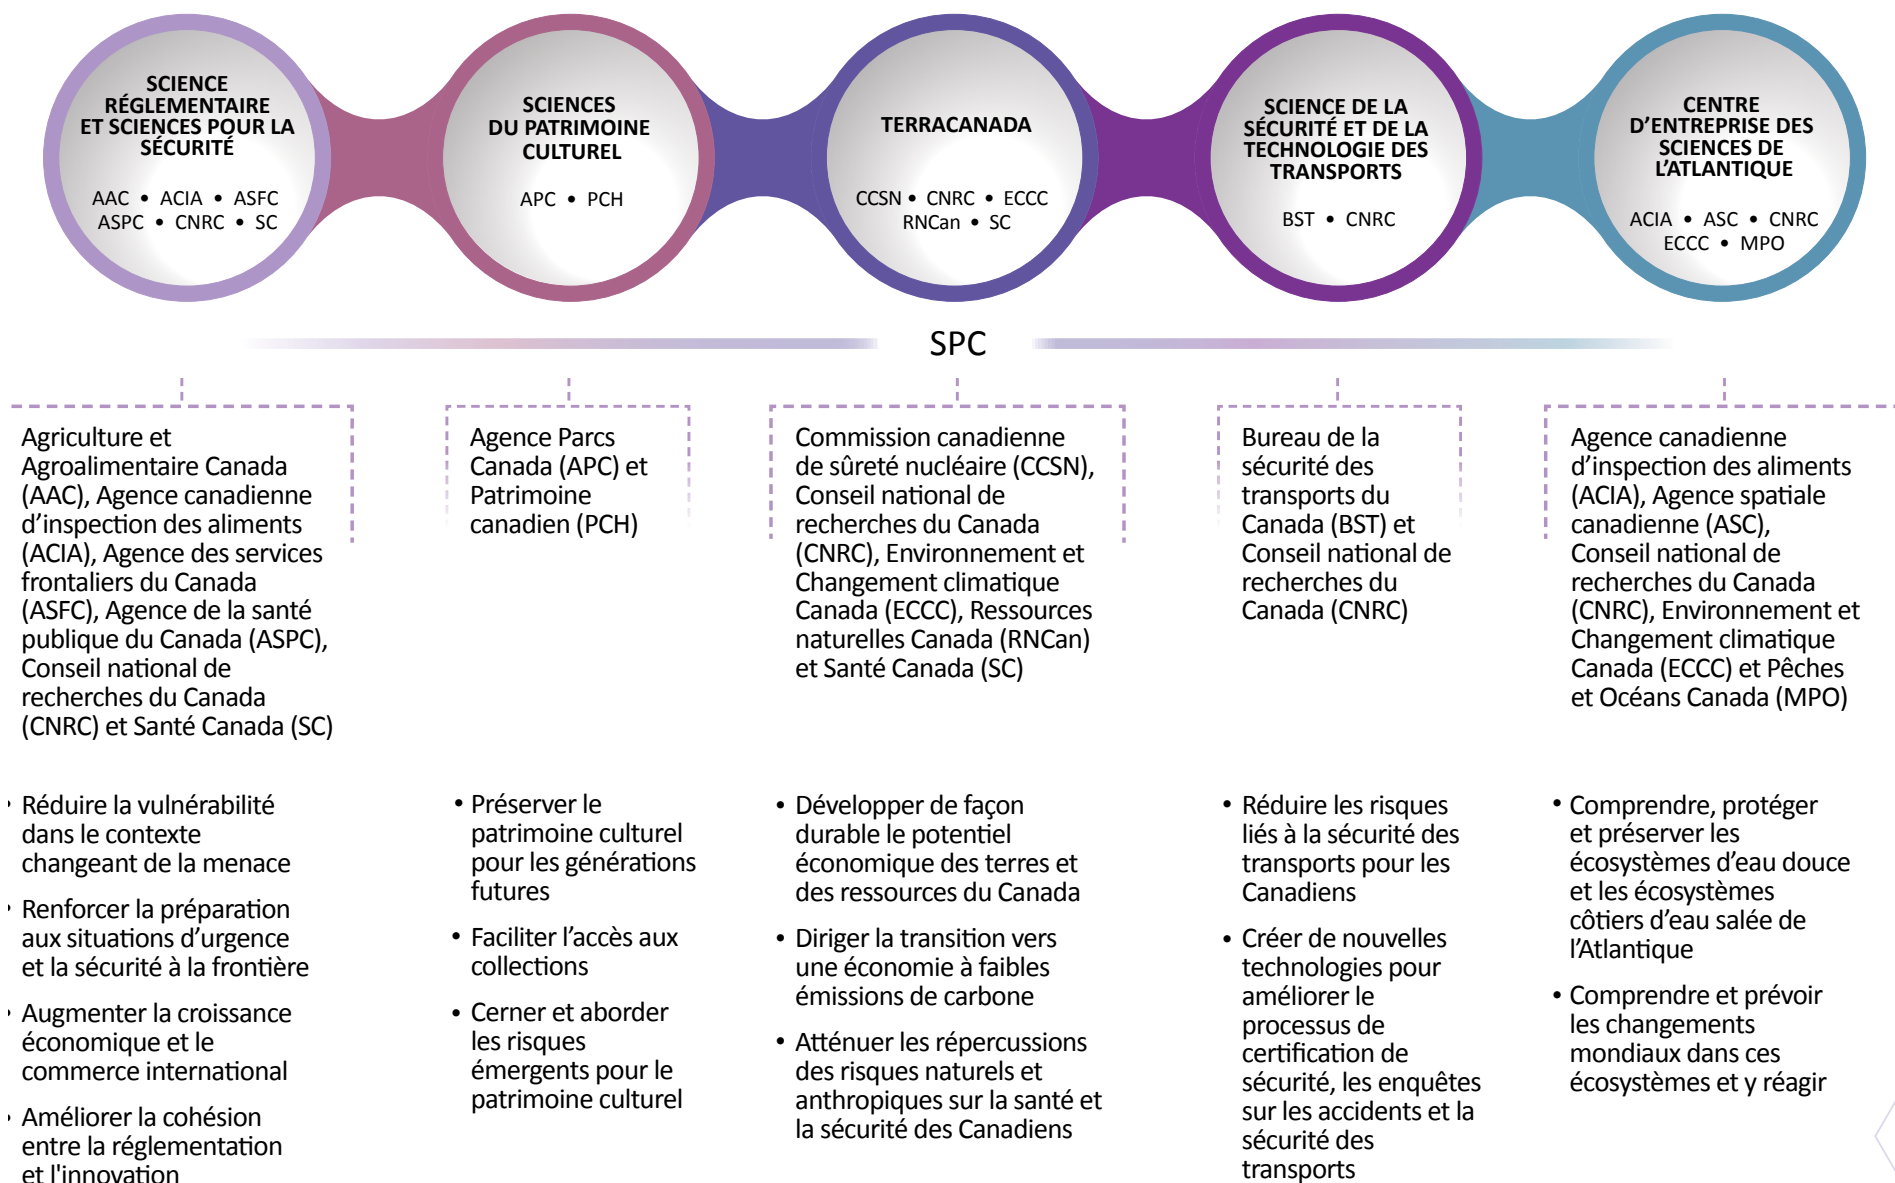 SCIENCE
RÉGLEMENTAIRE
ET SCIENCES POUR LA
SÉCURITÉ
AAC • ACIA • ASFC
ASPC • CNRC • SC
SCIENCES
DU PATRIMOINE
CULTUREL
APC • PCH
TERRACANADA
CCSN • CNRC • ECCC
RNCan • SC
SCIENCE DE LA
SÉCURITÉ ET DE LA
TECHNOLOGIE DES
TRANSPORTS
BST • CNRC
CENTRE
D'ENTREPRISE DES
SCIENCES DE
L'ATLANTIQUE
ACIA • ASC • CNRC
ECCC • MPO
SPC
Agriculture et
Agroalimentaire Canada
(AAC), Agence canadienne
d'inspection des aliments
(ACIA), Agence des services
frontaliers du Canada
(ASFC), Agence de la santé
publique du Canada (ASPC),
Conseil national de
recherches du Canada
(CNRC) et Santé Canada (SC)
Agence Parcs
Canada (APC) et
Patrimoine
canadien (PCH)
Commission canadienne
de sûreté nucléaire (CCSN),
Conseil national de
recherches du Canada
(CNRC), Environnement et
Changement climatique
Canada (ECCC), Ressources
naturelles Canada (RNCan)
et Santé Canada (SC)
Bureau de la
sécurité des
transports du
Canada (BST) et
Conseil national de
recherches du
Canada (CNRC)
Agence canadienne
d'inspection des aliments
(ACIA), Agence spatiale
canadienne (ASC),
Conseil national de
recherches du Canada
(CNRC), Environnement et
Changement climatique
Canada (ECCC) et Pêches
et Océans Canada (MPO)
• Réduire la vulnérabilité
dans le contexte
changeant de la menace
• Renforcer la préparation
aux situations d'urgence
et la sécurité à la frontière
• Augmenter la croissance
économique et le
commerce international
• Améliorer la cohésion
entre la réglementation
et l'innovation
• Préserver le
patrimoine culturel
pour les générations
futures
• Faciliter l'accès aux
collections
• Cerner et aborder
les risques
émergents pour le
patrimoine culturel
• Développer de façon
durable le potentiel
économique des terres et
des ressources du Canada
• Diriger la transition vers
une économie à faibles
émissions de carbone
• Atténuer les répercussions
des risques naturels et
anthropiques sur la santé et
la sécurité des Canadiens
• Réduire les risques
liés à la sécurité des
transports pour les
Canadiens
• Créer de nouvelles
technologies pour
améliorer le
processus de
certification de
sécurité, les enquêtes
sur les accidents et la
sécurité des
transports
• Comprendre, protéger
et préserver les
écosystèmes d'eau douce
et les écosystèmes
côtiers d'eau salée de
l'Atlantique
• Comprendre et prévoir
les changements
mondiaux dans ces
écosystèmes et y réagir